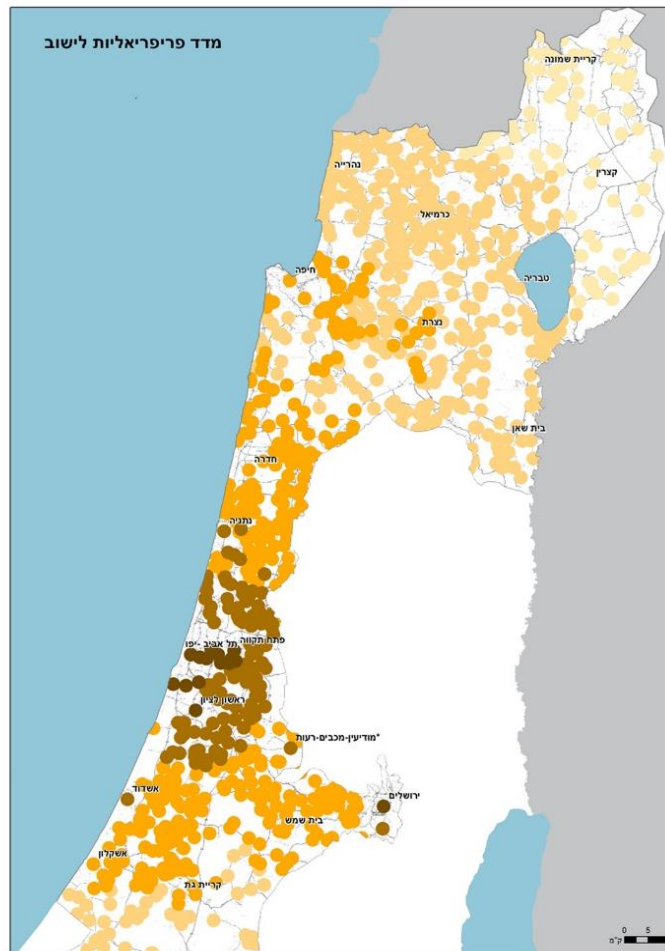 מדד פריפריאליות לישוב
קריית שמונה
נהרייה
קצרין
כרמיאל
חיפה
טבריה
נצרת
בית שאן
חדרה
נתניה
פתח תקווה
תל אביב -יפו
ראשון לציון
*מודיעין-מכבים-רעות
אשדוד
ירושלים
בית שמש
אשקלון
קריית גת
0 5
ק"מ